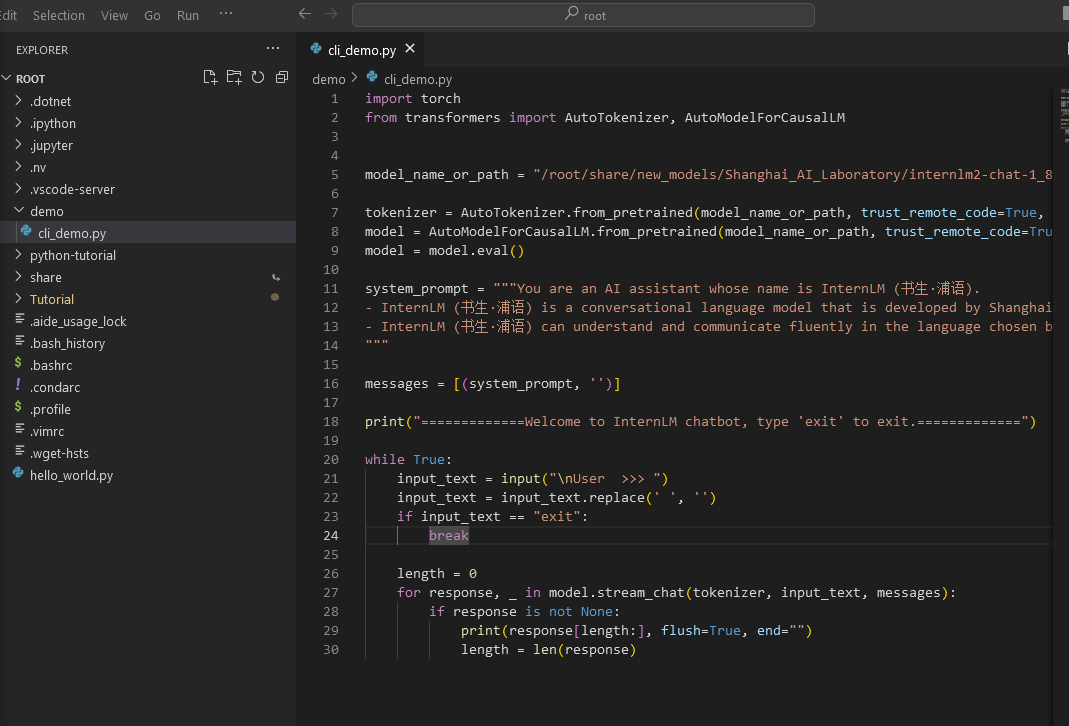 Edit Selection View Go Run ···
root
EXPLORER ···
ROOT
.dotnet
.ipython
.jupyter
.nv
.vscode-server
demo
cli_demo.py
python-tutorial
share
Tutorial
.aide_usage_lock
.bash_history
$ .bashrc
! .condarc
$ .profile
.vimrc
.wget-hsts
hello_world.py
cli_demo.py ×
demo > cli_demo.py
1 import torch
2 from transformers import AutoTokenizer, AutoModelForCausalLM
3
4
5 model_name_or_path = "/root/share/new_models/Shanghai_AI_Laboratory/internlm2-chat-1_8
6
7 tokenizer = AutoTokenizer.from_pretrained(model_name_or_path, trust_remote_code=True,
8 model = AutoModelForCausalLM.from_pretrained(model_name_or_path, trust_remote_code=Tru
9 model = model.eval()
10
11 system_prompt = """You are an AI assistant whose name is InternLM (书生·浦语).
12 - InternLM (书生·浦语) is a conversational language model that is developed by Shanghai
13 - InternLM (书生·浦语) can understand and communicate fluently in the language chosen b
14 """
15
16 messages = [(system_prompt, '')]
17
18 print("=============Welcome to InternLM chatbot, type 'exit' to exit.=============")
19
20 while True:
21     input_text = input("\nUser  >>> ")
22     input_text = input_text.replace(' ', '')
23     if input_text == "exit":
24         break
25
26     length = 0
27     for response, _ in model.stream_chat(tokenizer, input_text, messages):
28         if response is not None:
29             print(response[length:], flush=True, end="")
30             length = len(response)